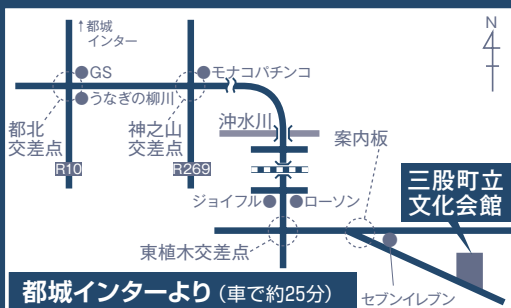 ↑都城
インター
N
4
GS
モナコパチンコ
うなぎの柳川
都北
交差点
神之山
交差点
沖水川
案内板
R10
R269
三股町立
文化会館
ジョイフル
ローソン
東植木交差点
都城インターより(車で約25分)
セブンイレブン